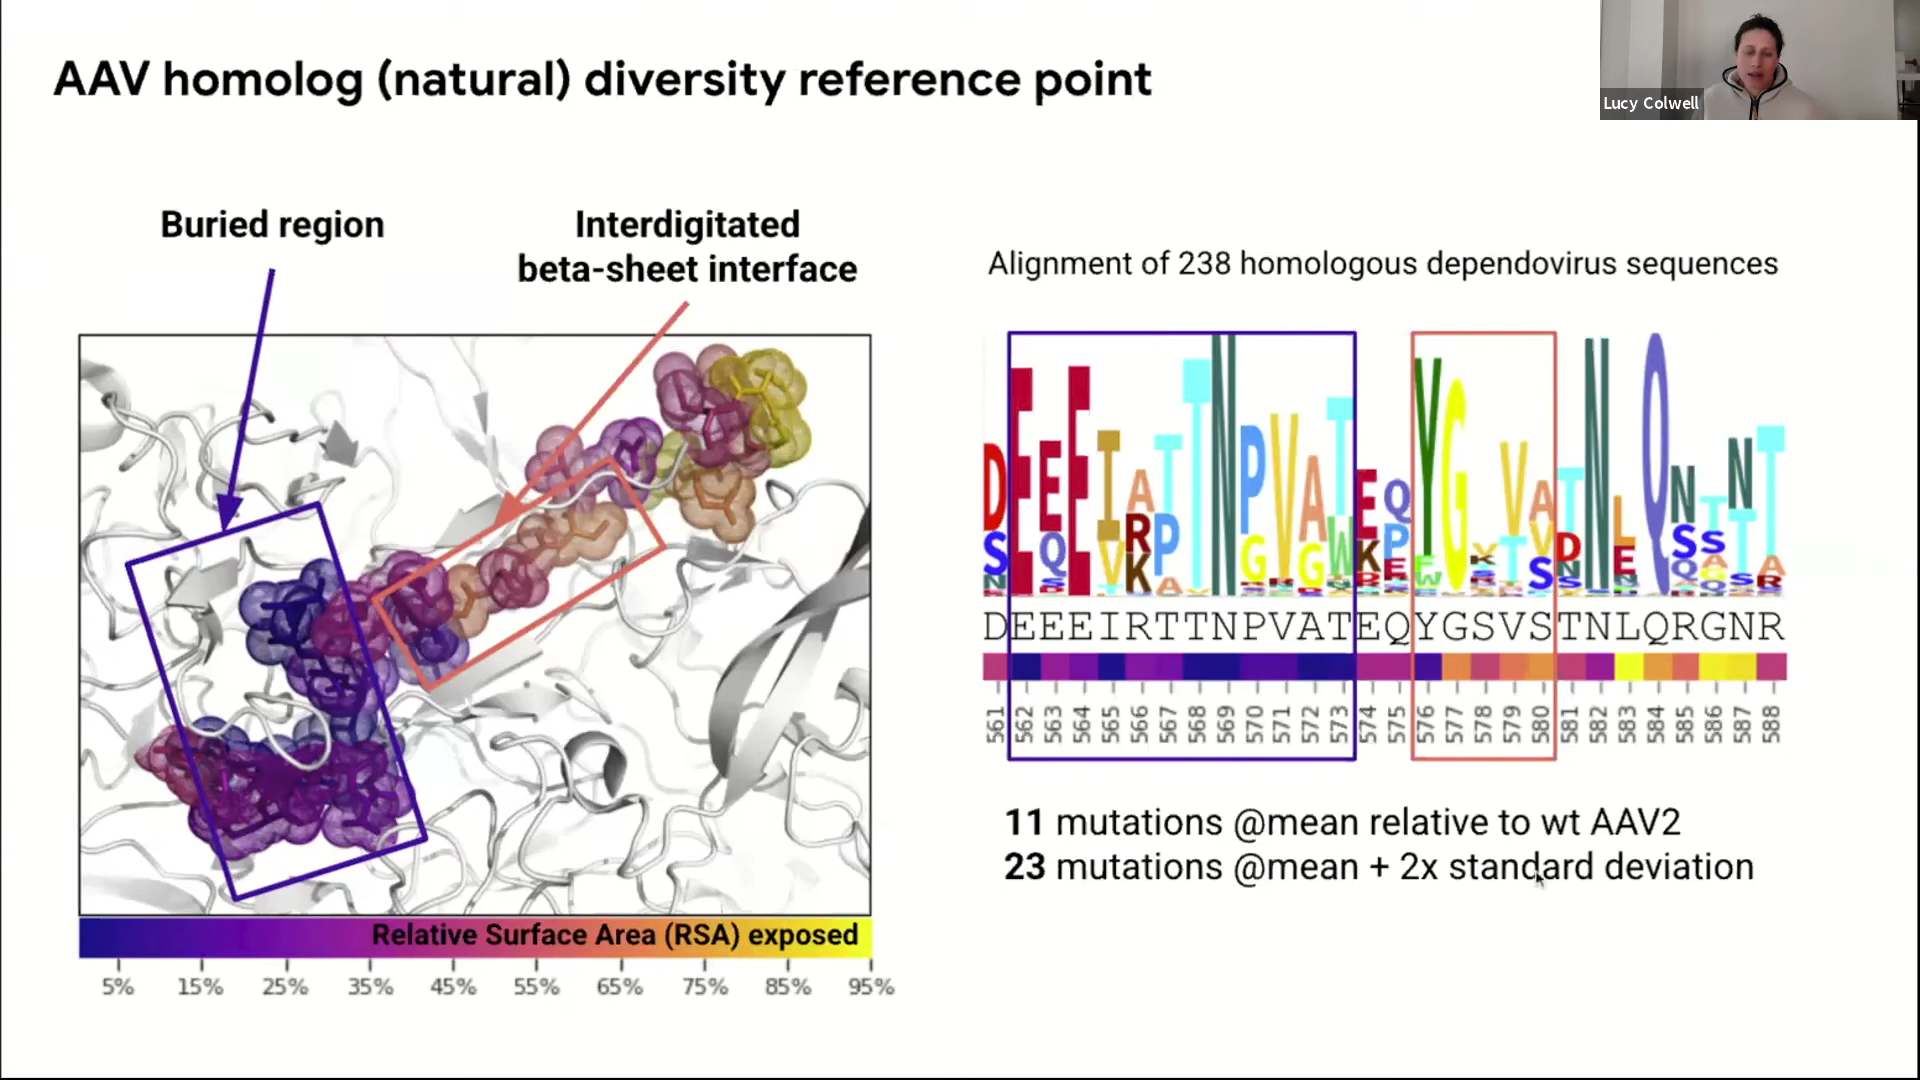 AAV homolog (natural) diversity reference point
Lucy Colwell
Buried region
Interdigitated
beta-sheet interface
Alignment of 238 homologous dependovirus sequences
DEEEIRTTNPVATEQYGSVSTNLQRGNR
561 562 563 564 565 566 567 568 569 570 571 572 573 574 575 576 577 578 579 580 581 582 583 584 585 586 587 588
11 mutations @mean relative to wt AAV2
23 mutations @mean + 2x standard deviation
Relative Surface Area (RSA) exposed
5% 15% 25% 35% 45% 55% 65% 75% 85% 95%